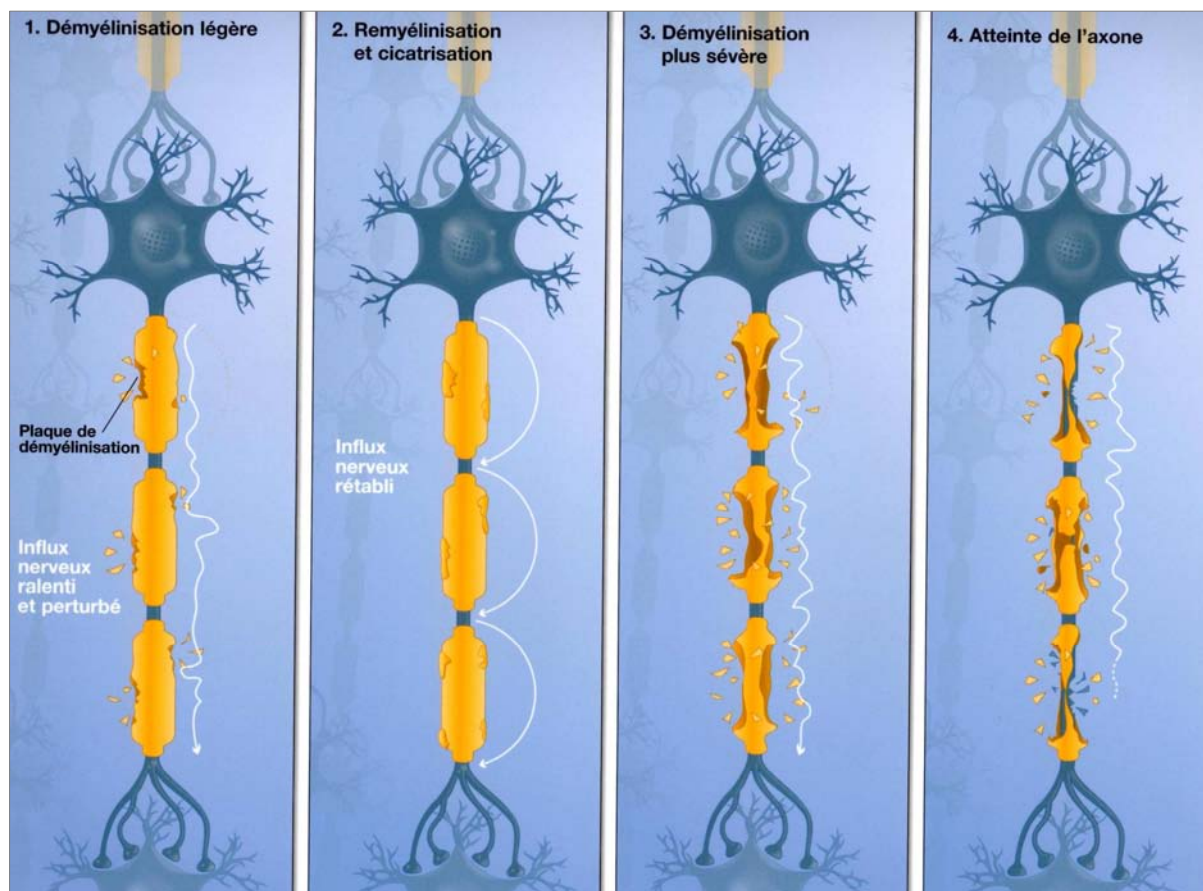 1. Démyélinisation légère
Plaque de
démyélinisation
Influx
nerveux
ralenti
et perturbé
2. Remyélinisation
et cicatrisation
Influx
nerveux
rétabli
3. Démyélinisation
plus sévère
4. Atteinte de l'axone